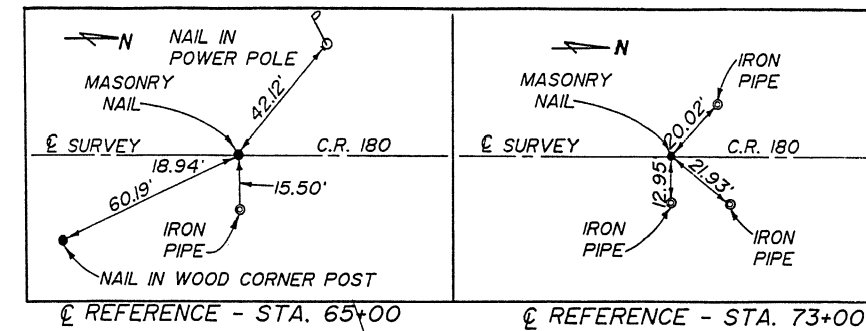 N
NAIL IN
POWER POLE
MASONRY
NAIL
42.12'
℄ SURVEY
C.R. 180
18.94'
60.19'
15.50'
IRON
PIPE
NAIL IN WOOD CORNER POST
℄ REFERENCE - STA. 65+00
N
IRON
PIPE
MASONRY
NAIL
20.02'
℄ SURVEY
C.R. 180
12.95'
21.93'
IRON
PIPE
IRON
PIPE
℄ REFERENCE - STA. 73+00